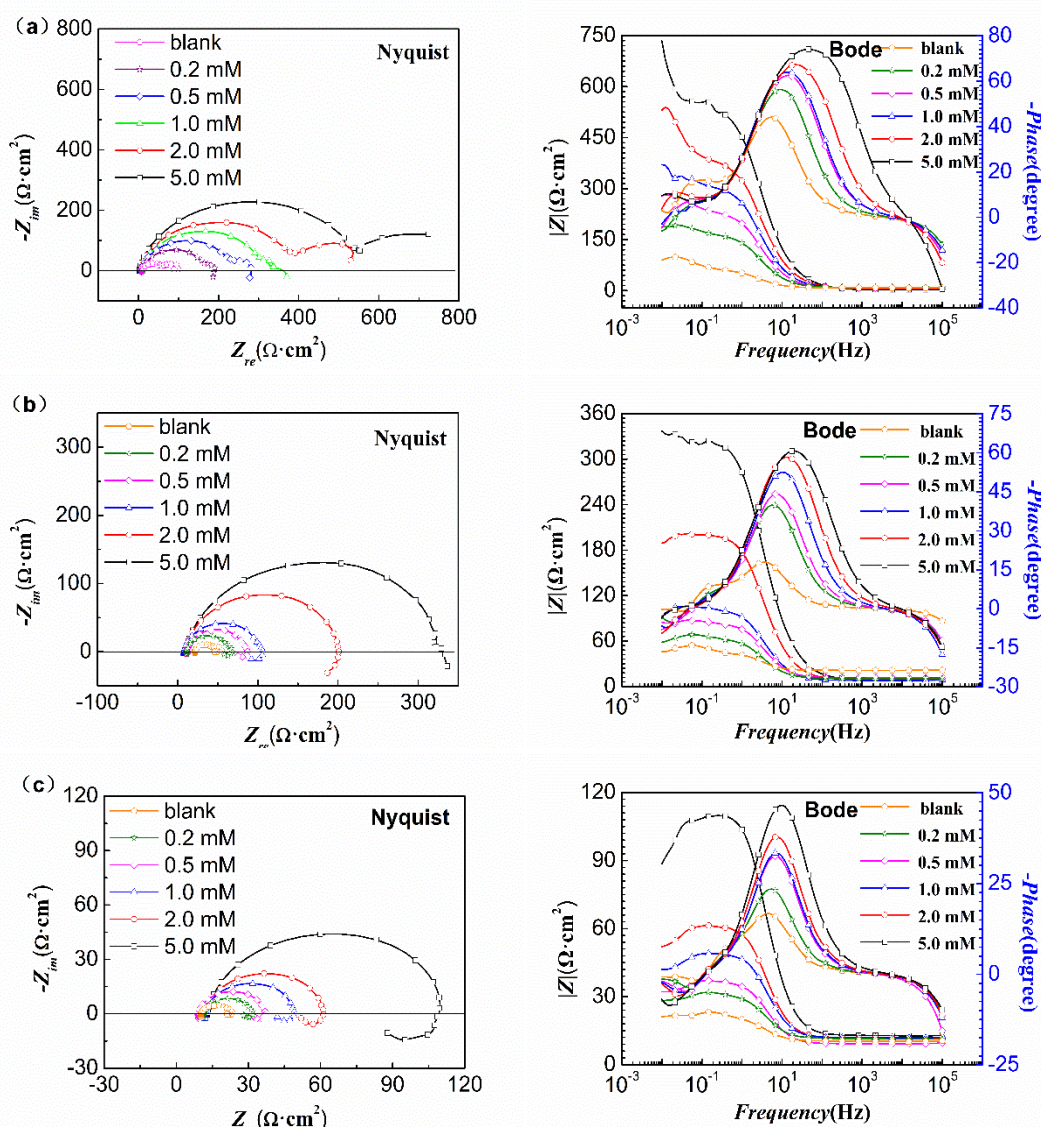 (a)
800
600
400
200
0
-Z_im(Ω·cm²)
blank
0.2 mM
0.5 mM
1.0 mM
2.0 mM
5.0 mM
Nyquist
0 200 400 600 800
Z_re(Ω·cm²)
750
600
450
300
150
0
|Z|(Ω·cm²)
Bode
blank
0.2 mM
0.5 mM
1.0 mM
2.0 mM
5.0 mM
80
60
40
20
0
-20
-40
-Phase(degree)
10⁻³ 10⁻¹ 10¹ 10³ 10⁵
Frequency(Hz)
(b)
300
200
100
0
-Z_im(Ω·cm²)
blank
0.2 mM
0.5 mM
1.0 mM
2.0 mM
5.0 mM
Nyquist
-100 0 100 200 300
Z_re(Ω·cm²)
360
300
240
180
120
60
0
|Z|(Ω·cm²)
Bode
blank
0.2 mM
0.5 mM
1.0 mM
2.0 mM
5.0 mM
75
60
45
30
15
0
-15
-30
-Phase(degree)
10⁻³ 10⁻¹ 10¹ 10³ 10⁵
Frequency(Hz)
(c)
120
90
60
30
0
-30
-Z_im(Ω·cm²)
blank
0.2 mM
0.5 mM
1.0 mM
2.0 mM
5.0 mM
Nyquist
-30 0 30 60 90 120
Z (Ω·cm²)
120
90
60
30
0
|Z|(Ω·cm²)
Bode
blank
0.2 mM
0.5 mM
1.0 mM
2.0 mM
5.0 mM
50
25
0
-25
-Phase(degree)
10⁻³ 10⁻¹ 10¹ 10³ 10⁵
Frequency(Hz)